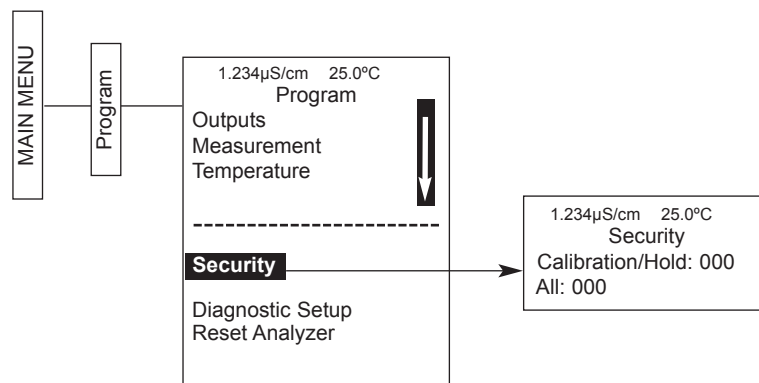 MAIN MENU
Program
1.234µS/cm 25.0ºC
Program
Outputs
Measurement
Temperature
Security
Diagnostic Setup
Reset Analyzer
1.234µS/cm 25.0ºC
Security
Calibration/Hold: 000
All: 000